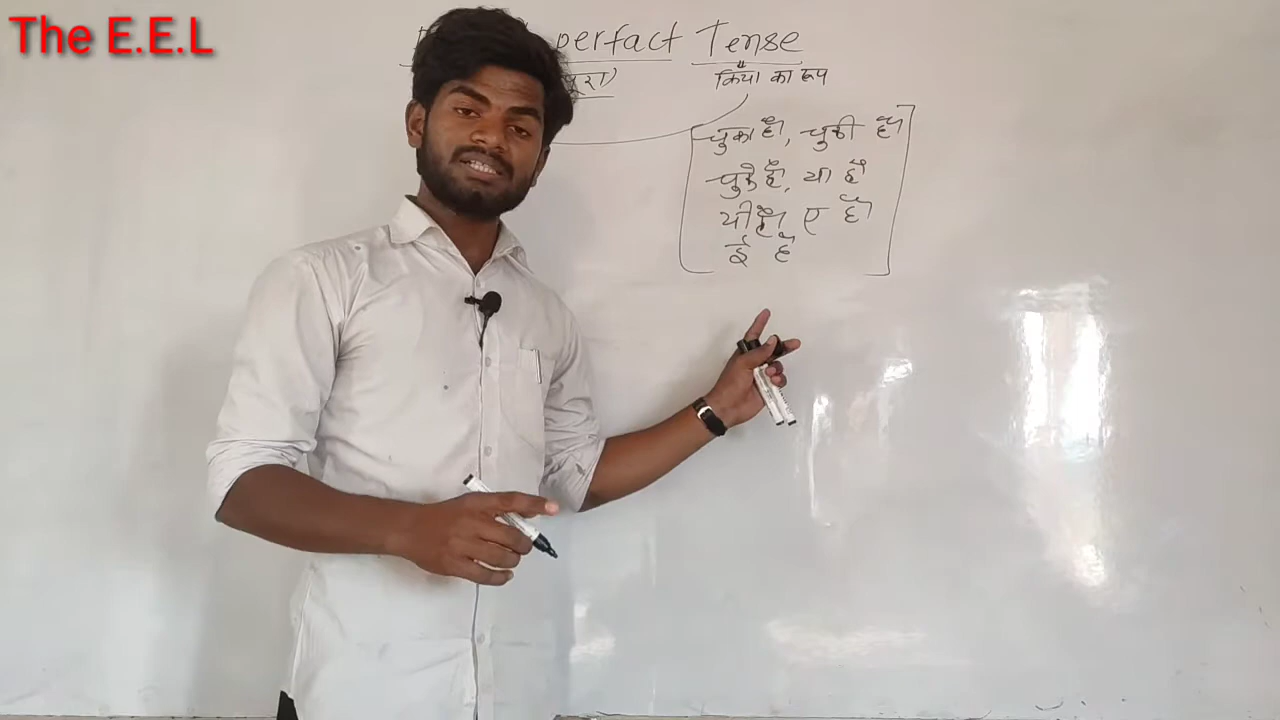 The E.E.L
perfact Tense
क्रिया का रूप
चुका है, चुकी है
चुके हैं, या है
यी है, ए हैं
ई है